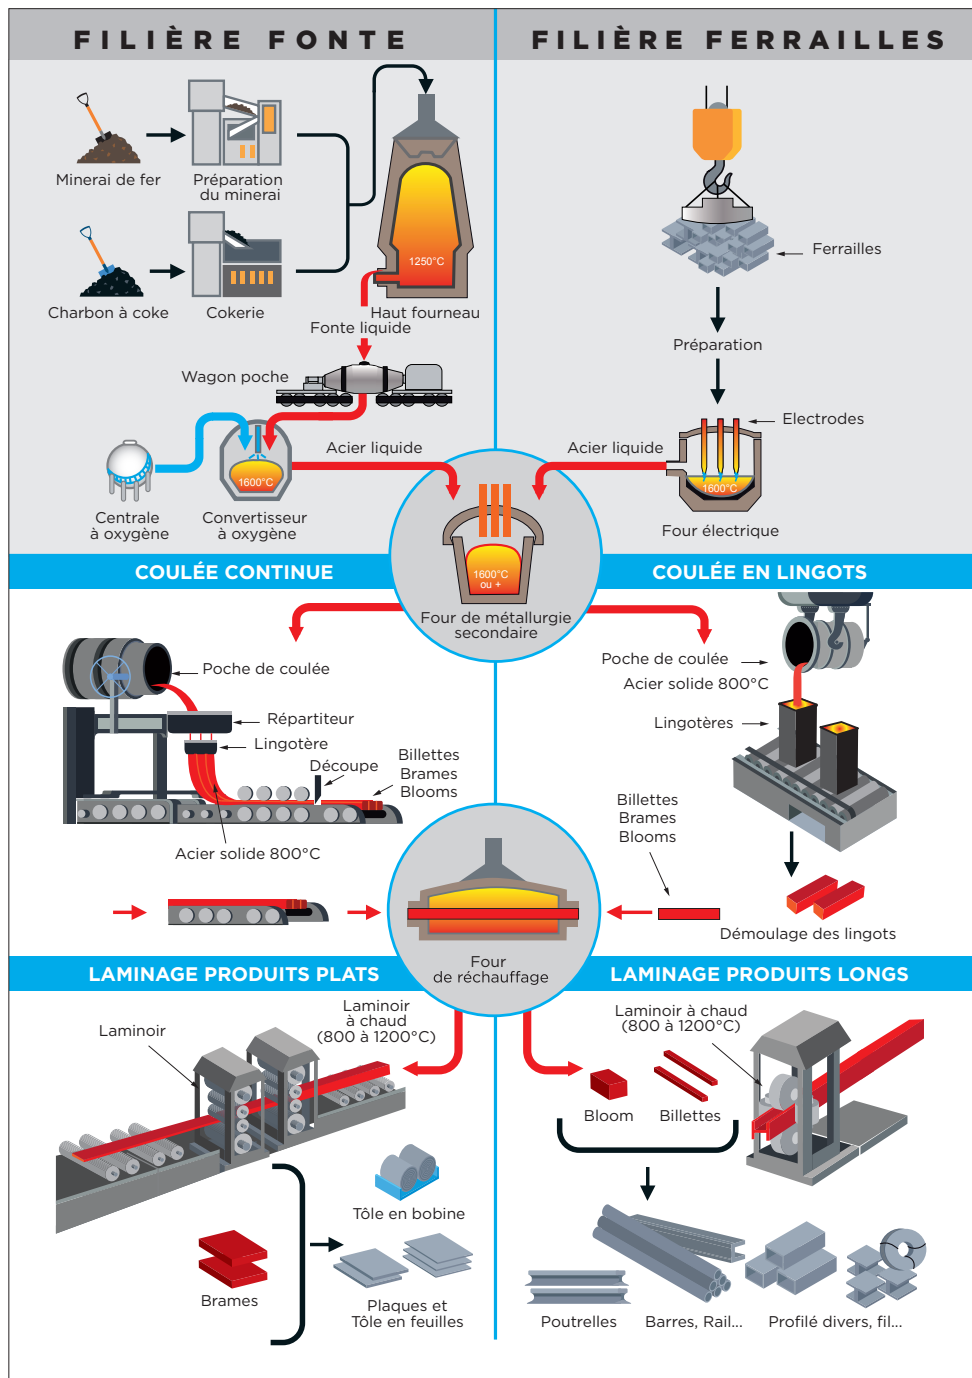 FILIÈRE FONTE
FILIÈRE FERRAILLES
Minerai de fer
Préparation
du minerai
Charbon à coke
Cokerie
1250°C
Haut fourneau
Fonte liquide
Wagon poche
Acier liquide
1600°C
Centrale
à oxygène
Convertisseur
à oxygène
Ferrailles
Préparation
Electrodes
Acier liquide
1600°C
Four électrique
1600°C
ou +
Four de métallurgie
secondaire
COULÉE CONTINUE
COULÉE EN LINGOTS
Poche de coulée
Répartiteur
Lingotère
Découpe
Billettes
Brames
Blooms
Acier solide 800°C
Poche de coulée
Acier solide 800°C
Lingotères
Billettes
Brames
Blooms
Démoulage des lingots
Four
de réchauffage
LAMINAGE PRODUITS PLATS
LAMINAGE PRODUITS LONGS
Laminoir
Laminoir
à chaud
(800 à 1200°C)
Tôle en bobine
Brames
Plaques et
Tôle en feuilles
Laminoir à chaud
(800 à 1200°C)
Bloom
Billettes
Poutrelles
Barres, Rail...
Profilé divers, fil...